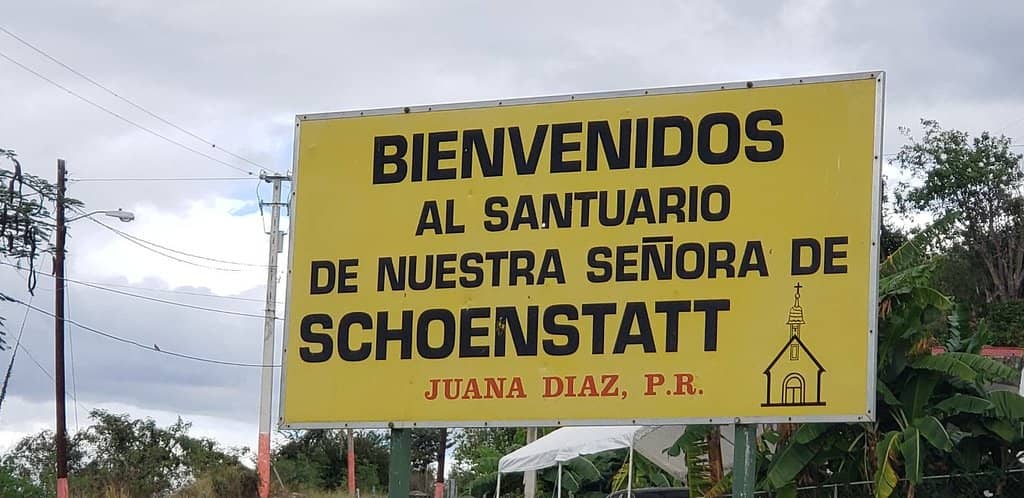 BIENVENIDOS
AL SANTUARIO
DE NUESTRA SEÑORA DE
SCHOENSTATT
JUANA DIAZ, P.R.